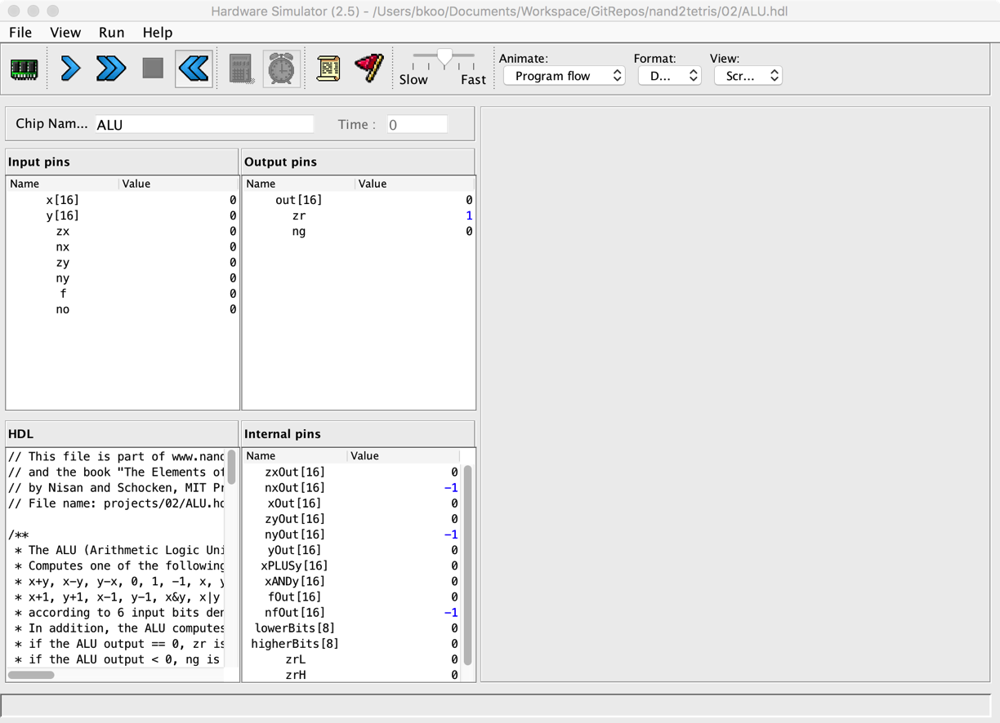 Hardware Simulator (2.5) - /Users/bkoo/Documents/Workspace/GitRepos/nand2tetris/02/ALU.hdl
File View Run Help
Slow Fast
Animate: Format: View:
Program flow D... Scr...
Chip Nam... ALU Time : 0
Input pins
Name Value
x[16] 0
y[16] 0
zx 0
nx 0
zy 0
ny 0
f 0
no 0
Output pins
Name Value
out[16] 0
zr 1
ng 0
HDL
// This file is part of www.nand
// and the book "The Elements of
// by Nisan and Schocken, MIT Pr
// File name: projects/02/ALU.hd
/**
* The ALU (Arithmetic Logic Uni
* Computes one of the following
* x+y, x-y, y-x, 0, 1, -1, x, y
* x+1, y+1, x-1, y-1, x&y, x|y
* according to 6 input bits den
* In addition, the ALU computes
* if the ALU output == 0, zr is
* if the ALU output < 0, ng is
Internal pins
Name Value
zxOut[16] 0
nxOut[16] -1
xOut[16] 0
zyOut[16] 0
nyOut[16] -1
yOut[16] 0
xPLUSy[16] 0
xANDy[16] 0
fOut[16] 0
nfOut[16] -1
lowerBits[8] 0
higherBits[8] 0
zrL 0
zrH 0